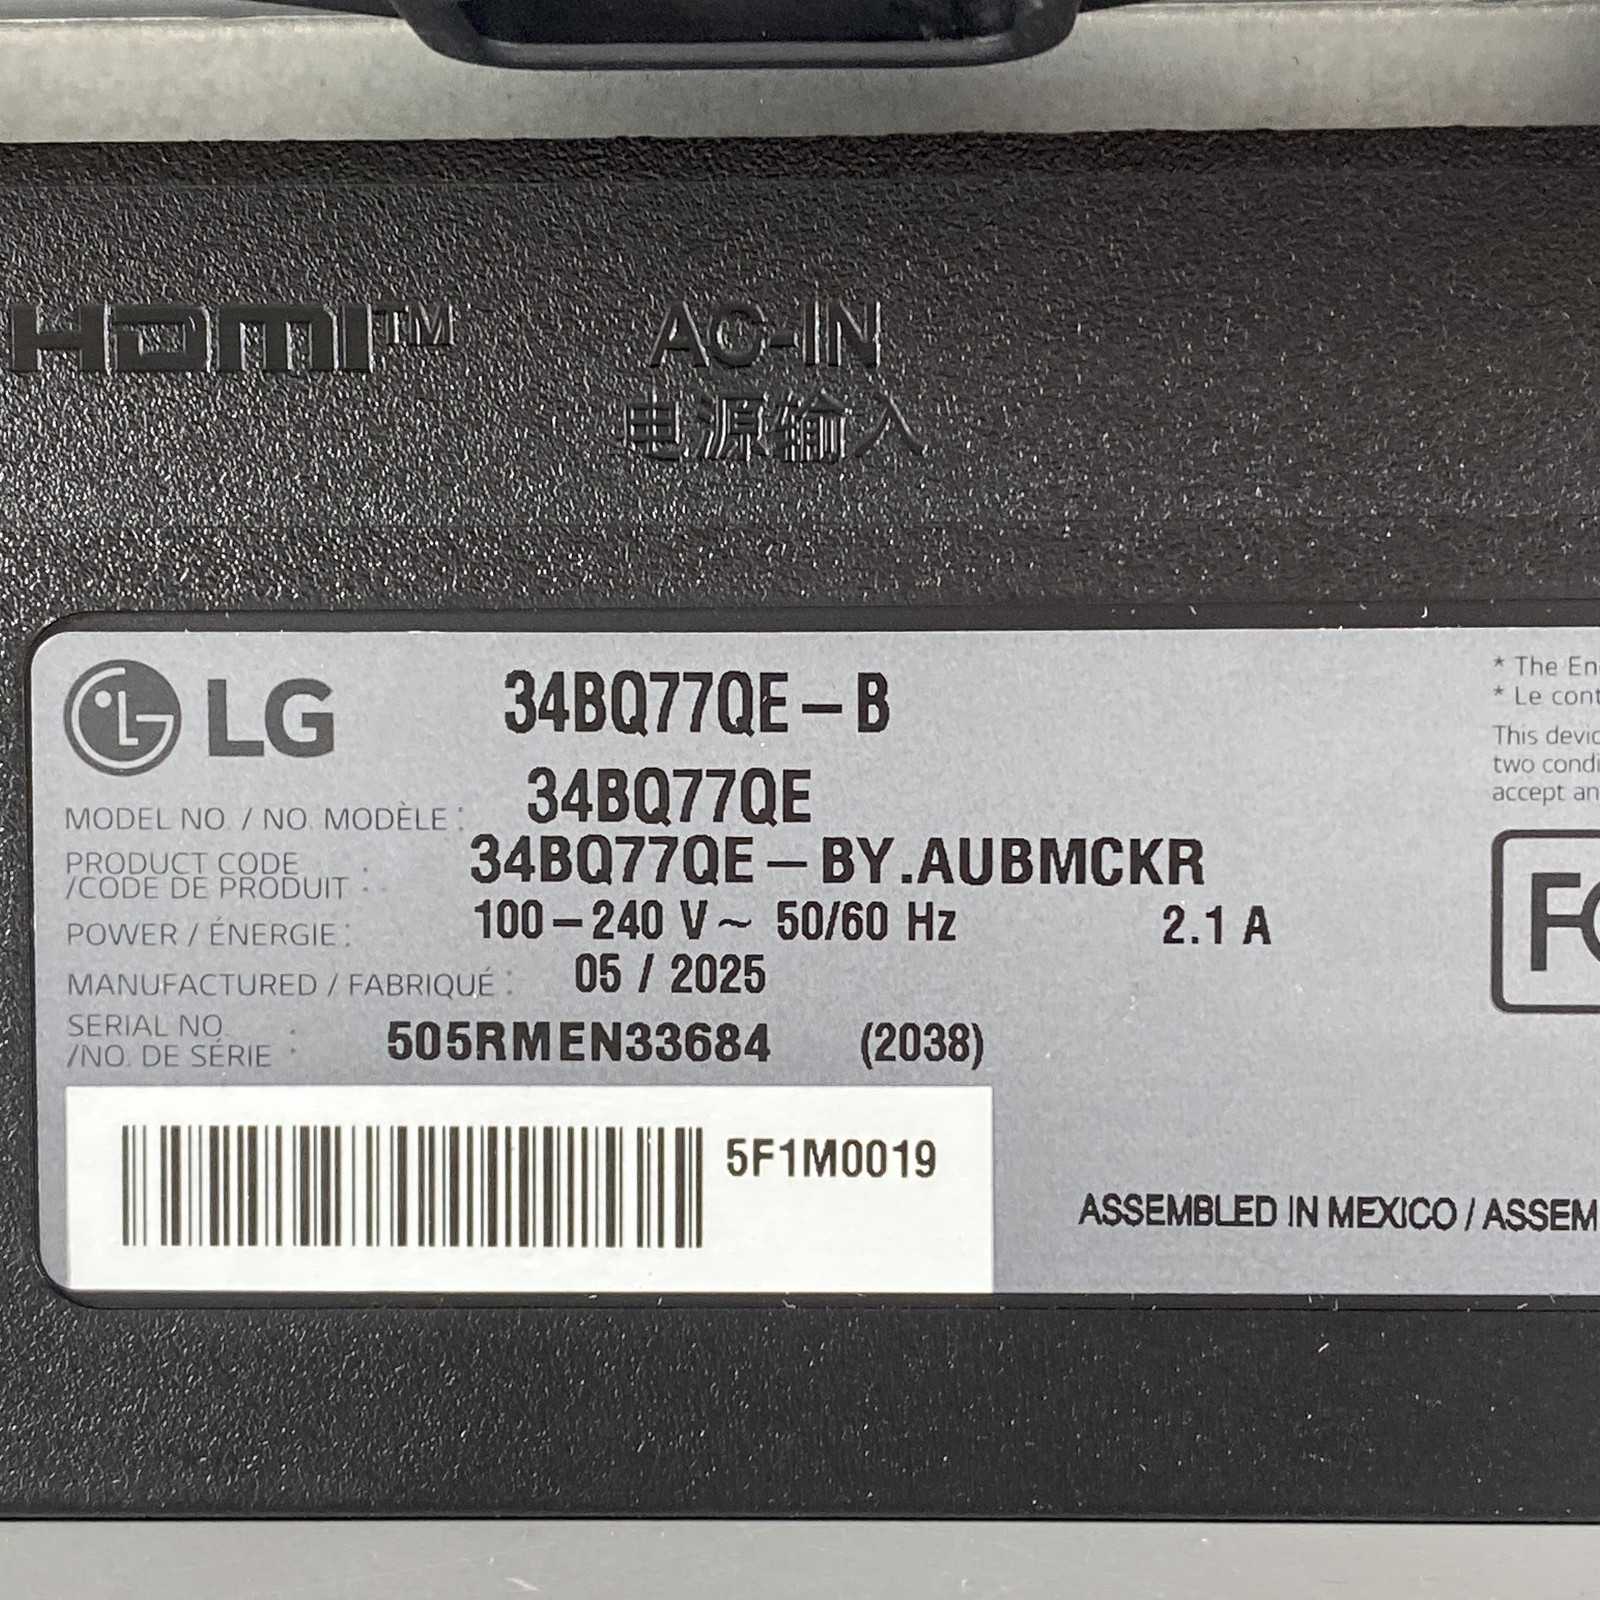 HDMI™ AC-IN
电源输入
LG 34BQ77QE-B
MODEL NO. / NO. MODÈLE : 34BQ77QE
PRODUCT CODE
/CODE DE PRODUIT : 34BQ77QE-BY.AUBMCKR
POWER / ÉNERGIE : 100-240 V~ 50/60 Hz 2.1 A
MANUFACTURED / FABRIQUÉ : 05 / 2025
SERIAL NO.
/NO. DE SÉRIE : 505RMEN33684 (2038)
5F1M0019
* The En
* Le cont
This devic
two condi
accept an
F
ASSEMBLED IN MEXICO / ASSEM